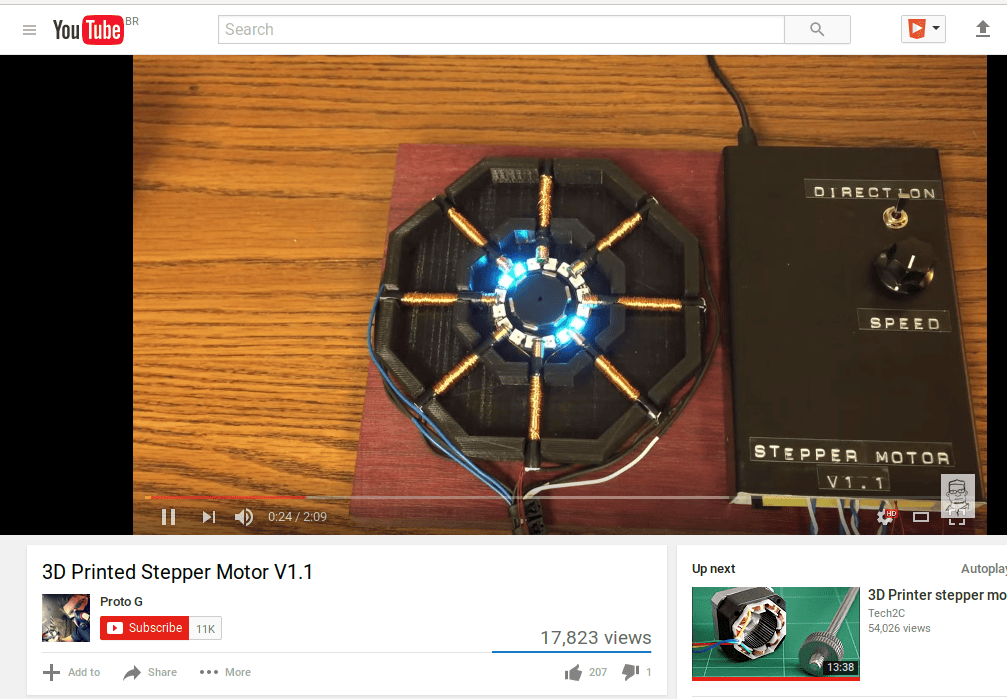 YouTube BR
Search
DIRECTION
SPEED
STEPPER MOTOR
V1.1
0:24 / 2:09
HD
3D Printed Stepper Motor V1.1
Proto G
Subscribe 11K
17,823 views
Add to
Share
More
207
1
Up next
Autoplay
3D Printer stepper mo
Tech2C
54,026 views
13:38